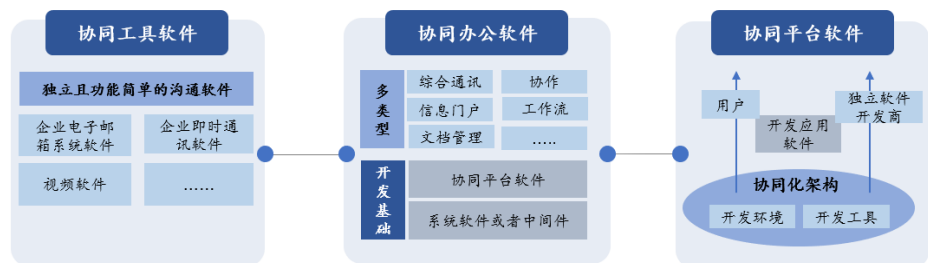 协同工具软件
独立且功能简单的沟通软件
企业电子邮
箱系统软件
企业即时通
讯软件
视频软件
……
协同办公软件
多类型
综合通讯
协作
信息门户
工作流
文档管理
…..
开发基础
协同平台软件
系统软件或者中间件
协同平台软件
用户
独立软件
开发商
开发应用
软件
协同化架构
开发环境
开发工具